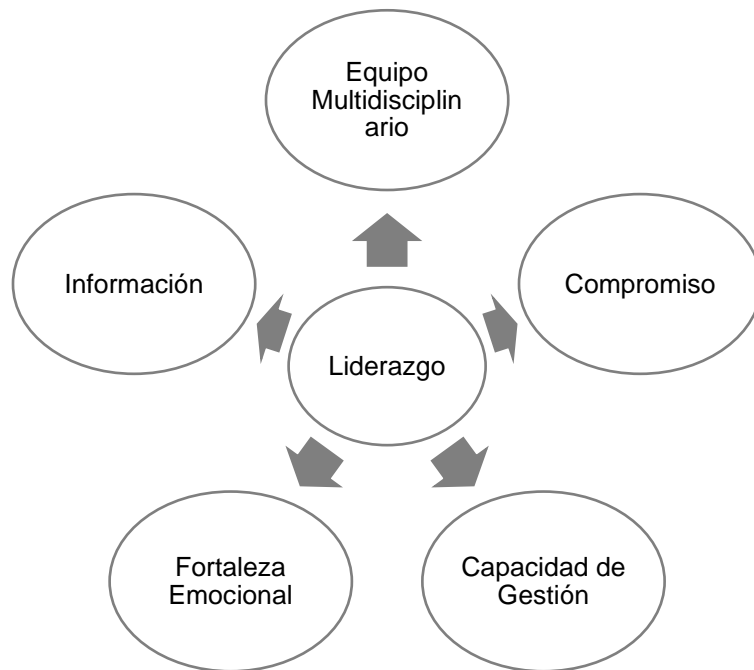 Equipo
Multidisciplin
ario
Información
Compromiso
Liderazgo
Fortaleza
Emocional
Capacidad de
Gestión